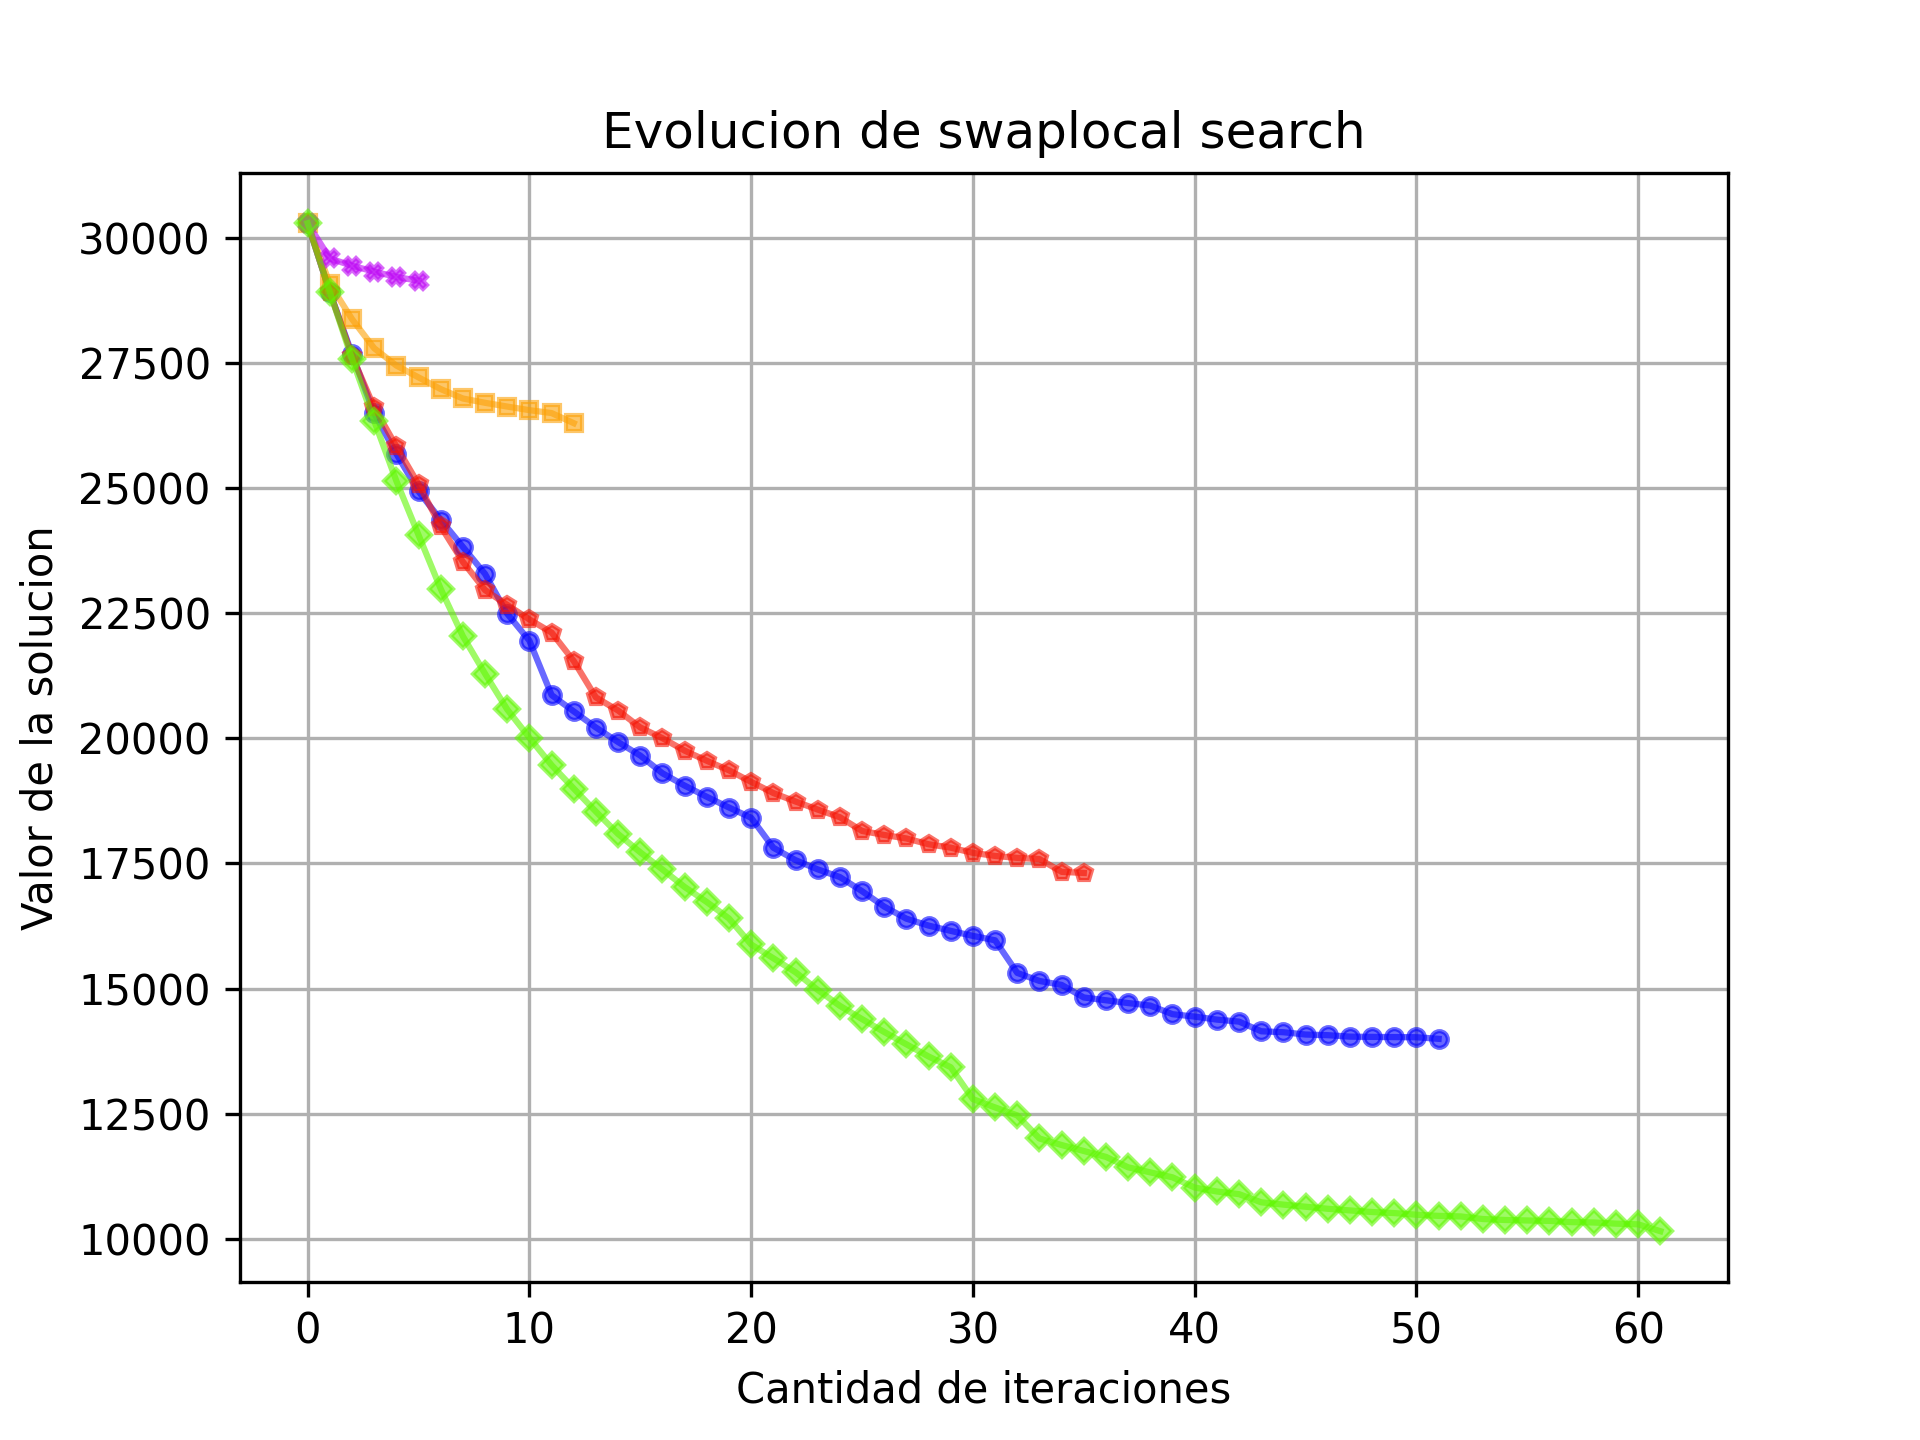 Evolucion de swaplocal search
30000
27500
25000
22500
20000
17500
15000
12500
10000
Valor de la solucion
0 10 20 30 40 50 60
Cantidad de iteraciones